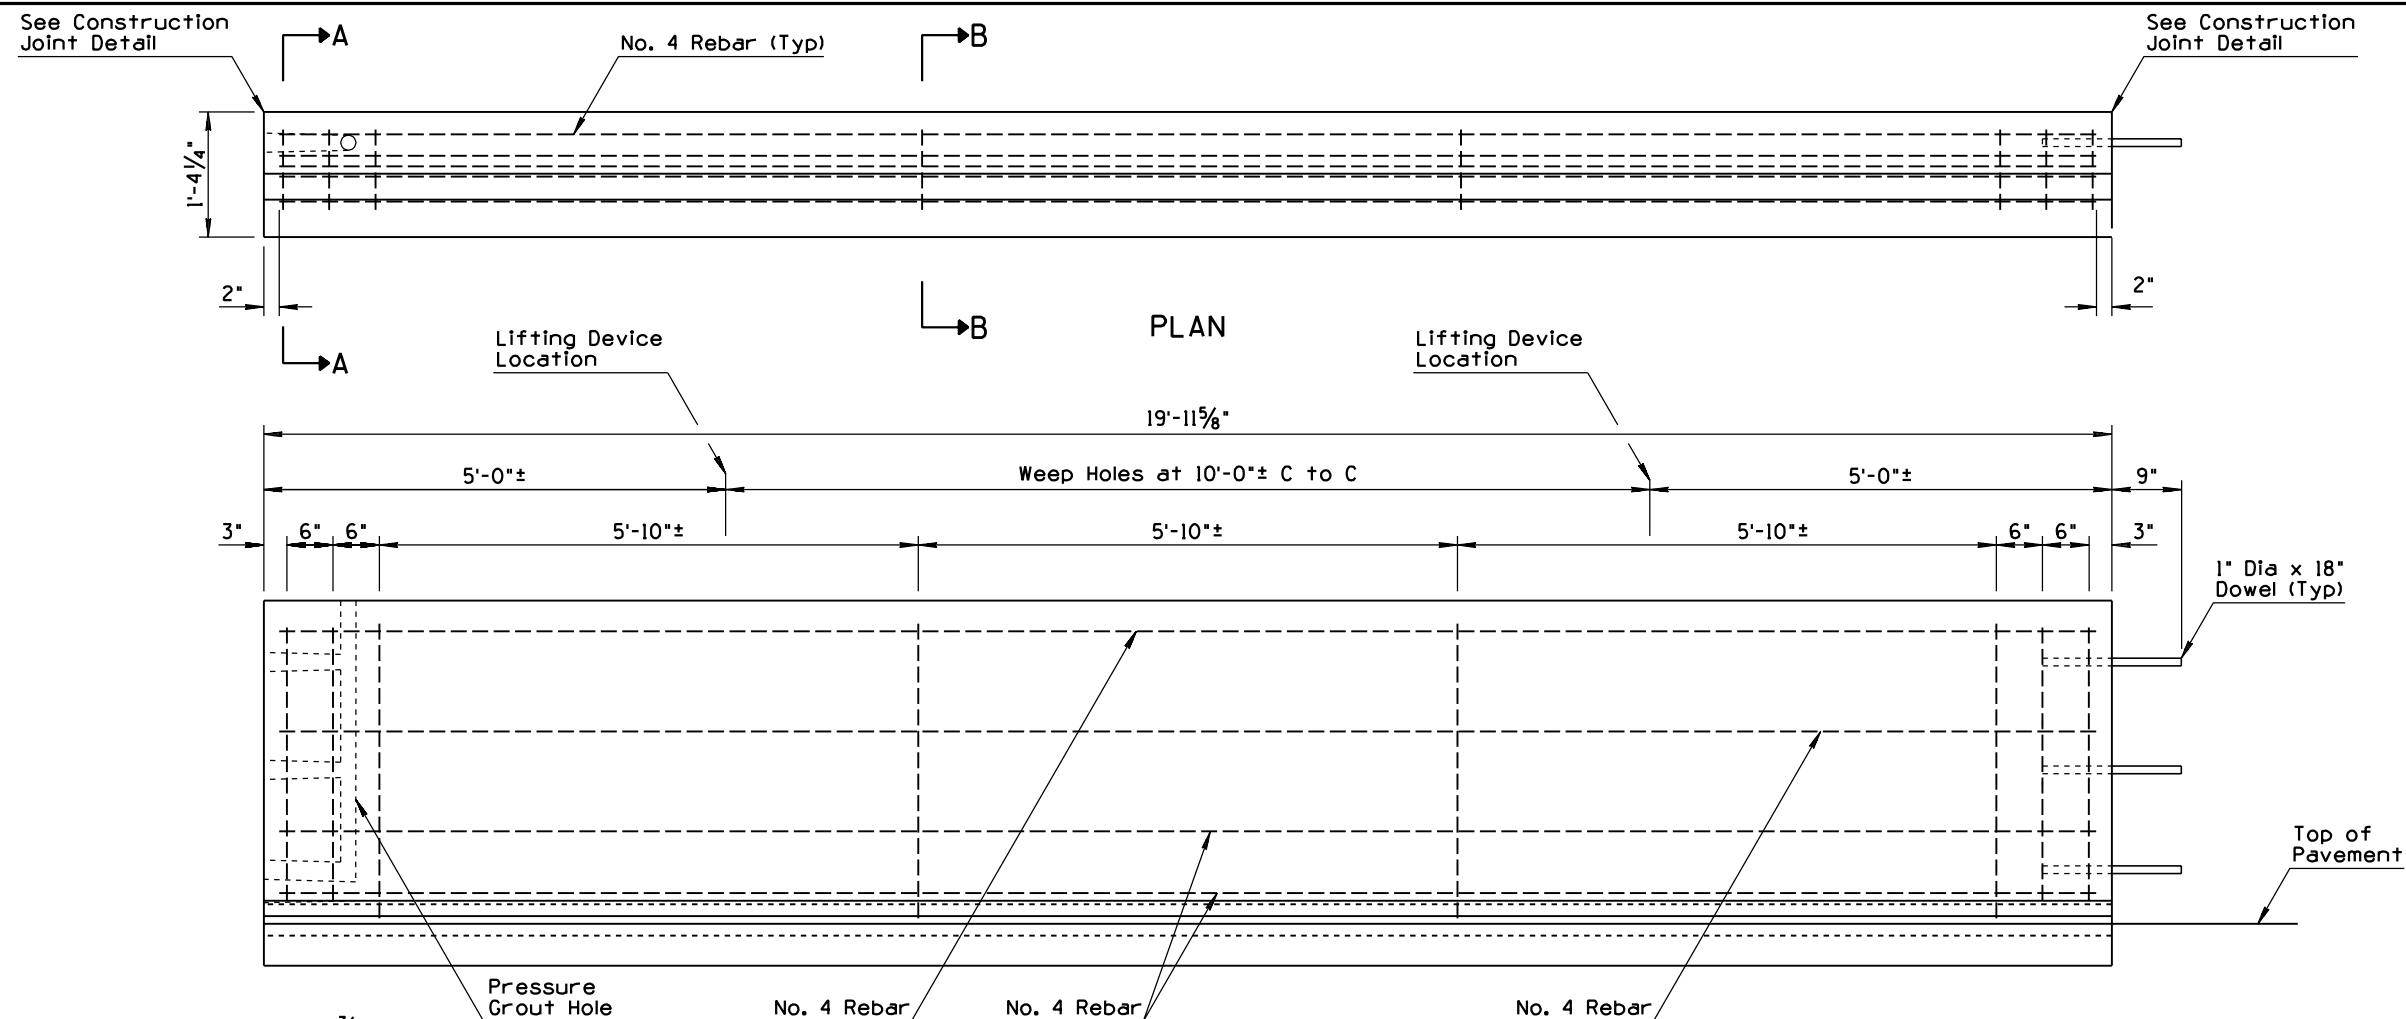 See Construction
Joint Detail
A
No. 4 Rebar (Typ)
B
See Construction
Joint Detail
1'-4¼"
2"
2"
A
B
PLAN
Lifting Device
Location
Lifting Device
Location
19'-11⅝"
5'-0"±
Weep Holes at 10'-0"± C to C
5'-0"±
9"
3"
6"
6"
5'-10"±
5'-10"±
5'-10"±
6"
6"
3"
1" Dia x 18"
Dowel (Typ)
Top of
Pavement
Pressure
Grout Hole
No. 4 Rebar
No. 4 Rebar
No. 4 Rebar